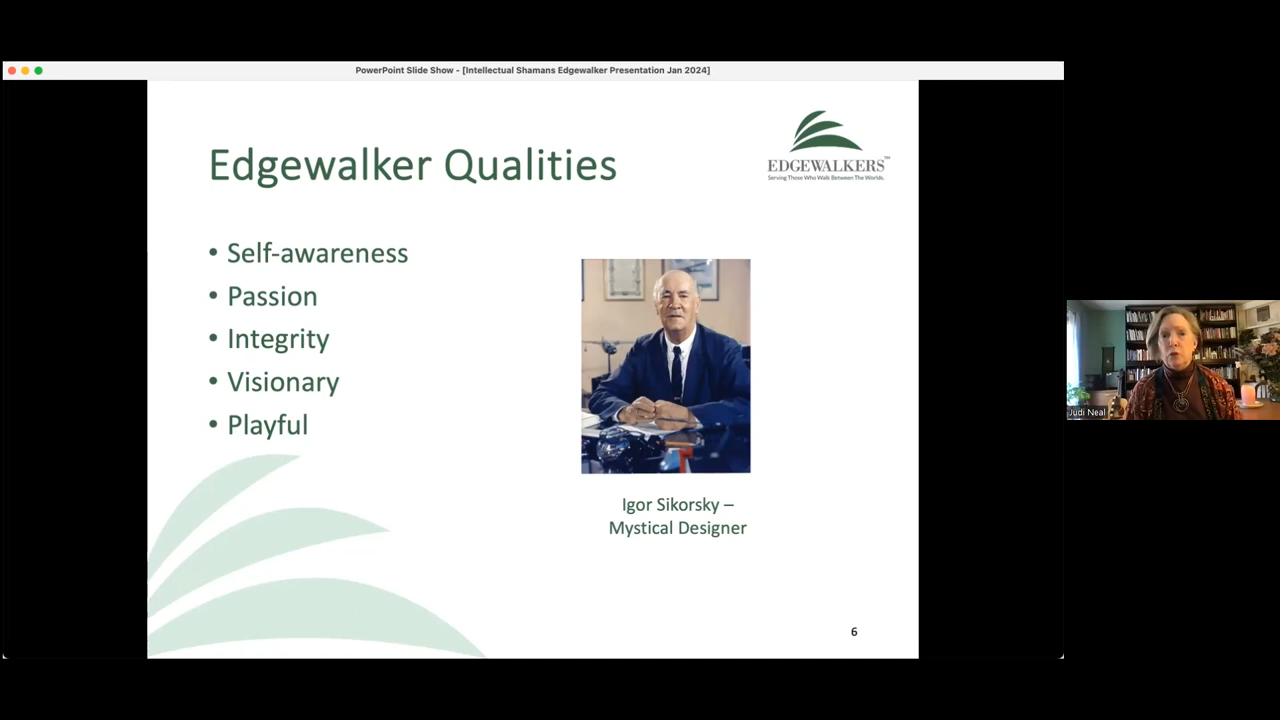 PowerPoint Slide Show - [Intellectual Shamans Edgewalker Presentation Jan 2024]
Edgewalker Qualities
EDGEWALKERS™
Serving Those Who Walk Between The Worlds.
• Self-awareness
• Passion
• Integrity
• Visionary
• Playful
Igor Sikorsky –
Mystical Designer
6
Judi Neal